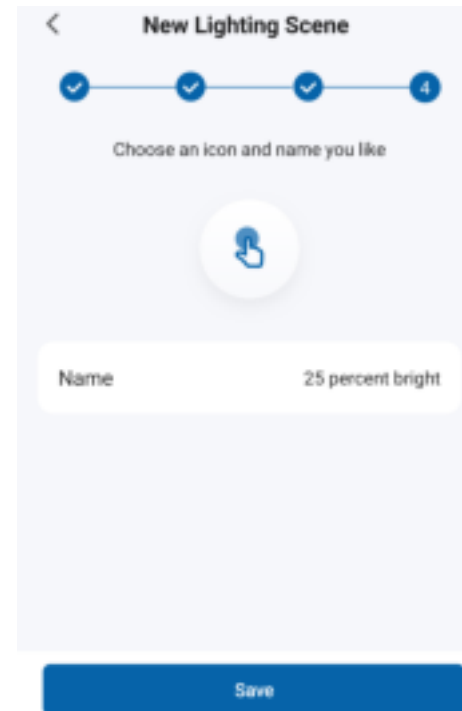 New Lighting Scene
4
Choose an icon and name you like
Name 25 percent bright
Save